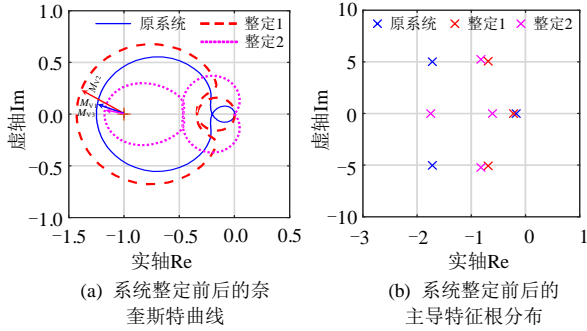 原系统 整定1
整定2
1.0
0.5
0.0
-0.5
-1.0
虚轴Im
M_V2
M_V1
M_V3
-1.5 -1.0 -0.5 0.0 0.5
实轴Re
(a) 系统整定前后的奈
奎斯特曲线
原系统 整定1 整定2
10
5
0
-5
-10
虚轴Im
-3 -2 -1 0 1
实轴Re
(b) 系统整定前后的
主导特征根分布